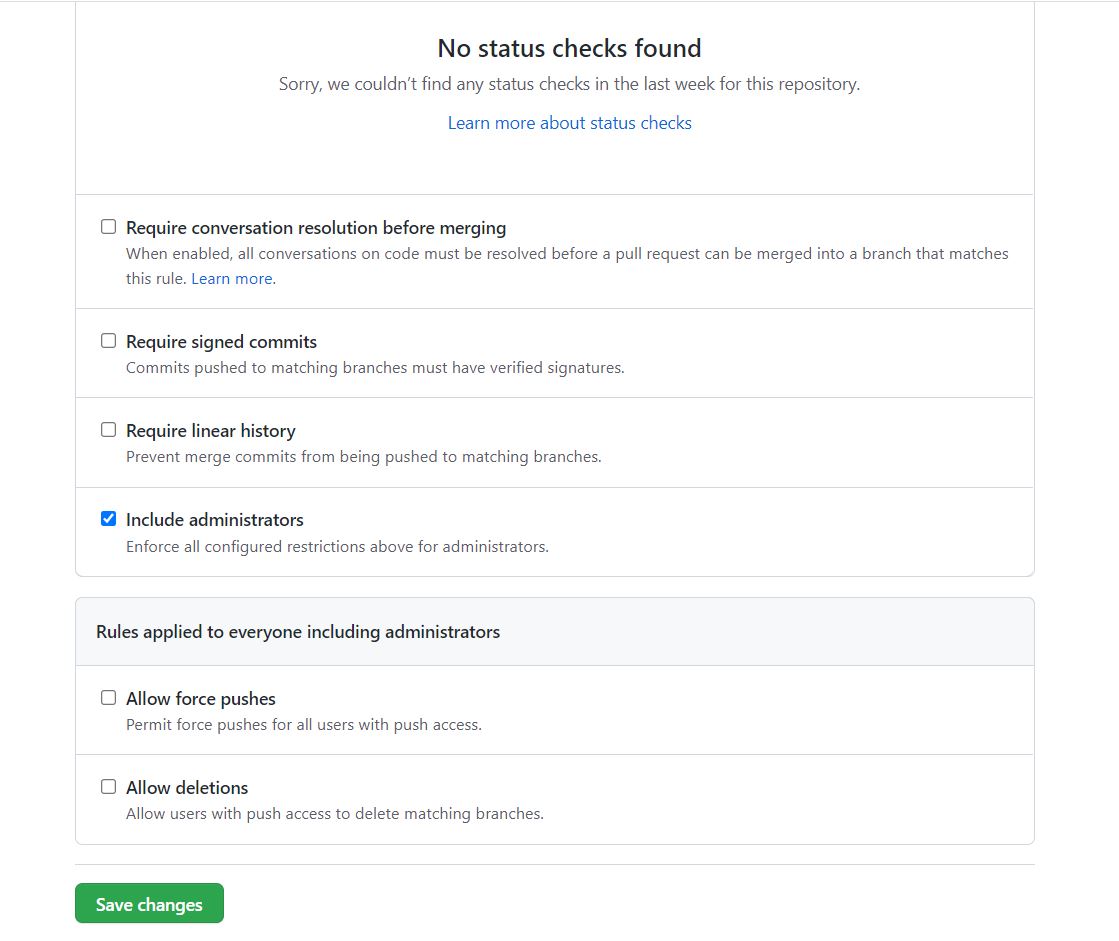 No status checks found
Sorry, we couldn’t find any status checks in the last week for this repository.
Learn more about status checks
Require conversation resolution before merging
When enabled, all conversations on code must be resolved before a pull request can be merged into a branch that matches
this rule. Learn more.
Require signed commits
Commits pushed to matching branches must have verified signatures.
Require linear history
Prevent merge commits from being pushed to matching branches.
Include administrators
Enforce all configured restrictions above for administrators.
Rules applied to everyone including administrators
Allow force pushes
Permit force pushes for all users with push access.
Allow deletions
Allow users with push access to delete matching branches.
Save changes